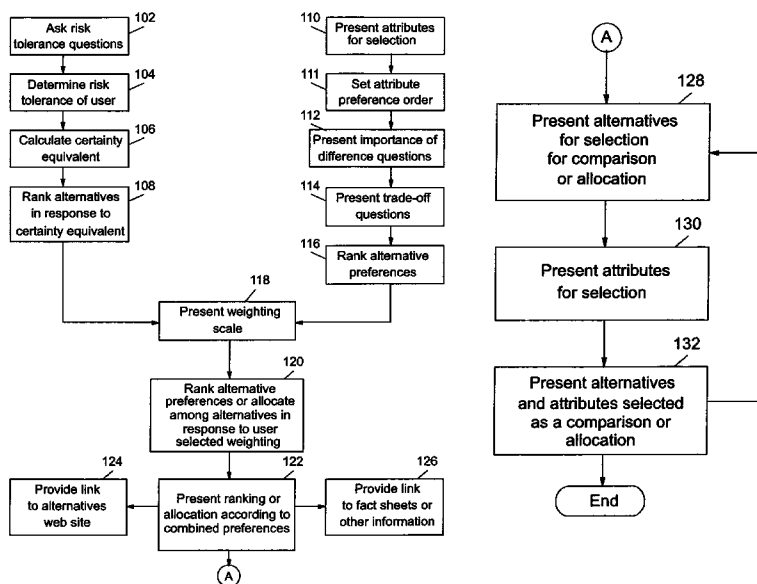 102
Ask risk
tolerance questions
104
Determine risk
tolerance of user
106
Calculate certainty
equivalent
108
Rank alternatives
in response to
certainty equivalent
110
Present attributes
for selection
111
Set attribute
preference order
112
Present importance of
difference questions
114
Present trade-off
questions
116
Rank alternative
preferences
118
Present weighting
scale
120
Rank alternative
preferences or allocate
among alternatives in
response to user
selected weighting
124
Provide link
to alternatives
web site
122
Present ranking or
allocation according to
combined preferences
126
Provide link
to fact sheets or
other information
A
A
128
Present alternatives
for selection
for comparison
or allocation
130
Present attributes
for selection
132
Present alternatives
and attributes selected
as a comparison or
allocation
End